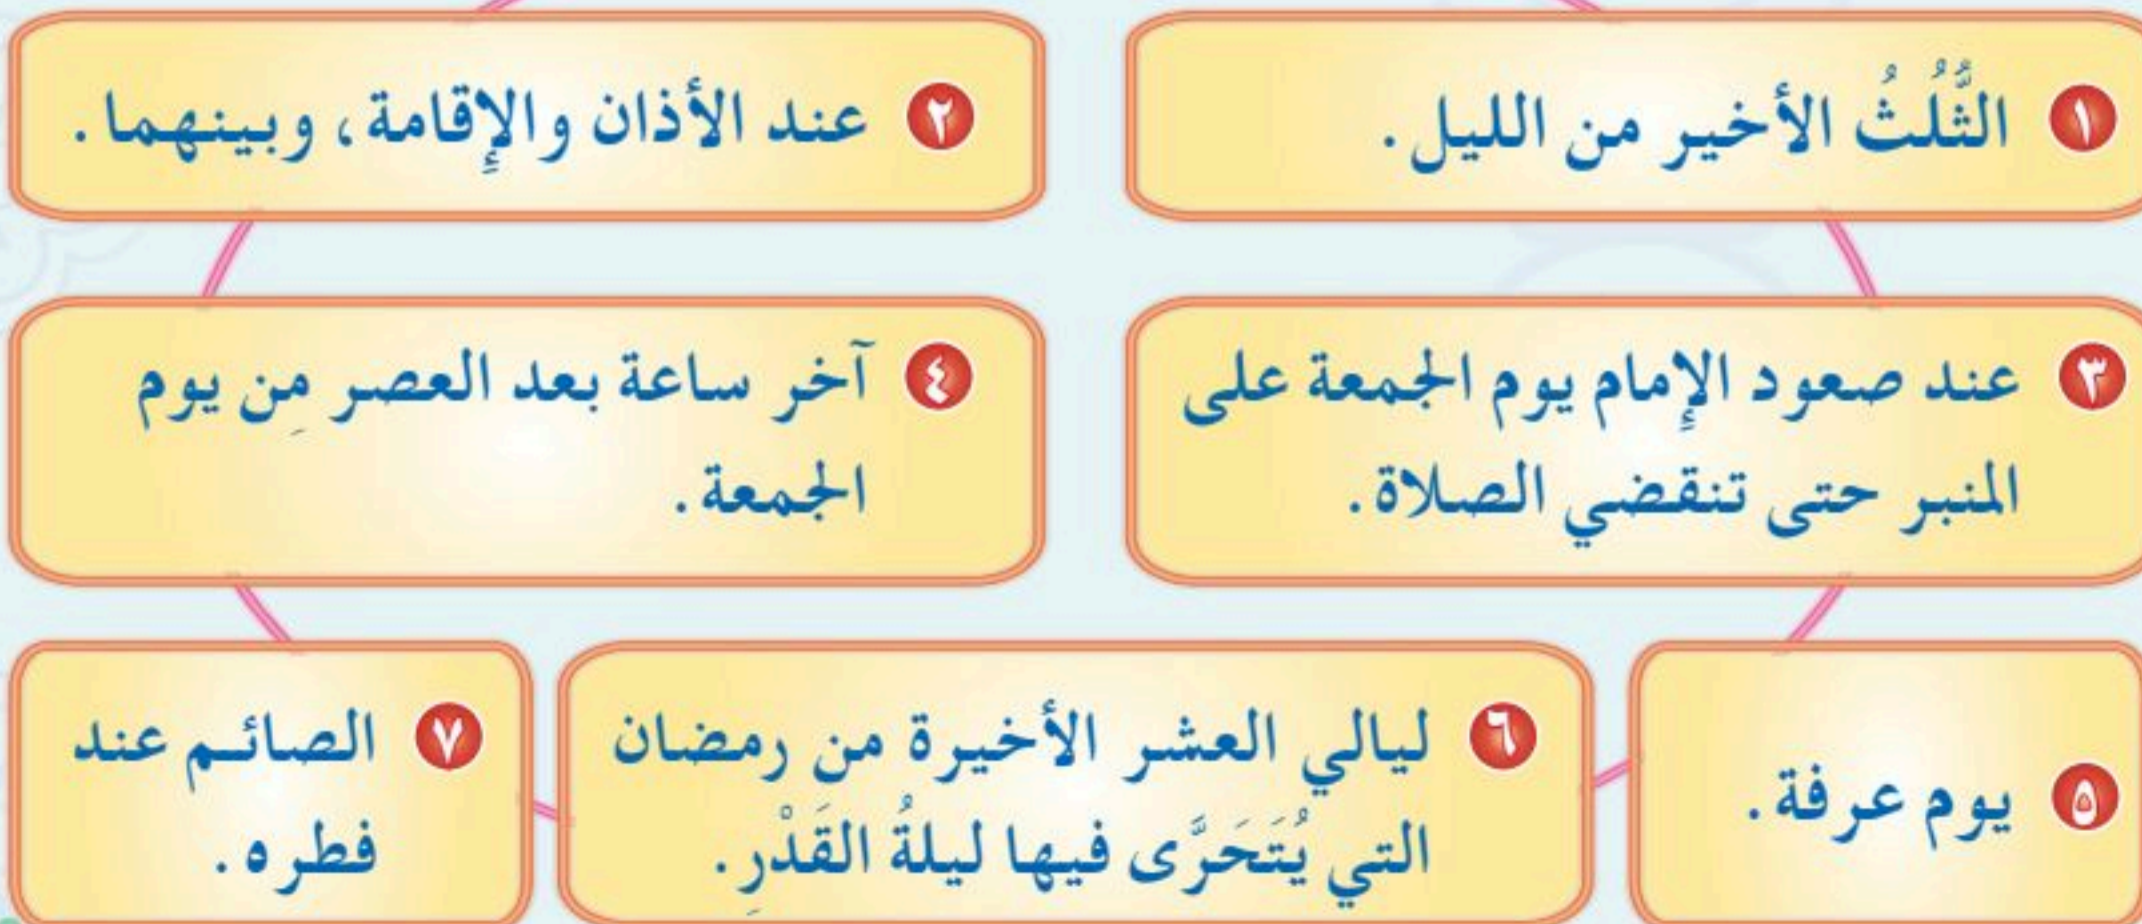 ١ الثُّلُثُ الأخير من الليل.
٢ عند الأذان والإقامة، وبينهما.
٣ عند صعود الإمام يوم الجمعة على
المنبر حتى تنقضي الصلاة.
٤ آخر ساعة بعد العصر مِن يوم
الجمعة.
٥ يوم عرفة.
٦ ليالي العشر الأخيرة من رمضان
التي يُتَحَرَّى فيها ليلةُ القَدْرِ.
٧ الصائم عند
فطره.